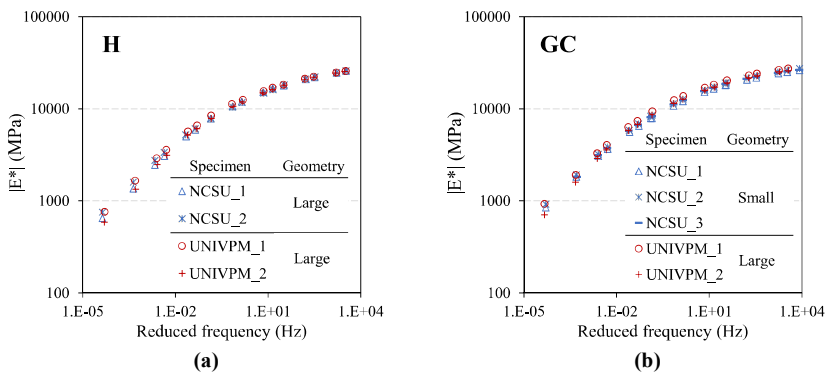 H
|E*| (MPa)
100000
10000
1000
100
Specimen Geometry
NCSU_1
NCSU_2
Large
UNIVPM_1
UNIVPM_2
Large
1.E-05 1.E-02 1.E+01 1.E+04
Reduced frequency (Hz)
(a)
GC
|E*| (MPa)
100000
10000
1000
100
Specimen Geometry
NCSU_1
NCSU_2
NCSU_3
Small
UNIVPM_1
UNIVPM_2
Large
1.E-05 1.E-02 1.E+01 1.E+04
Reduced frequency (Hz)
(b)